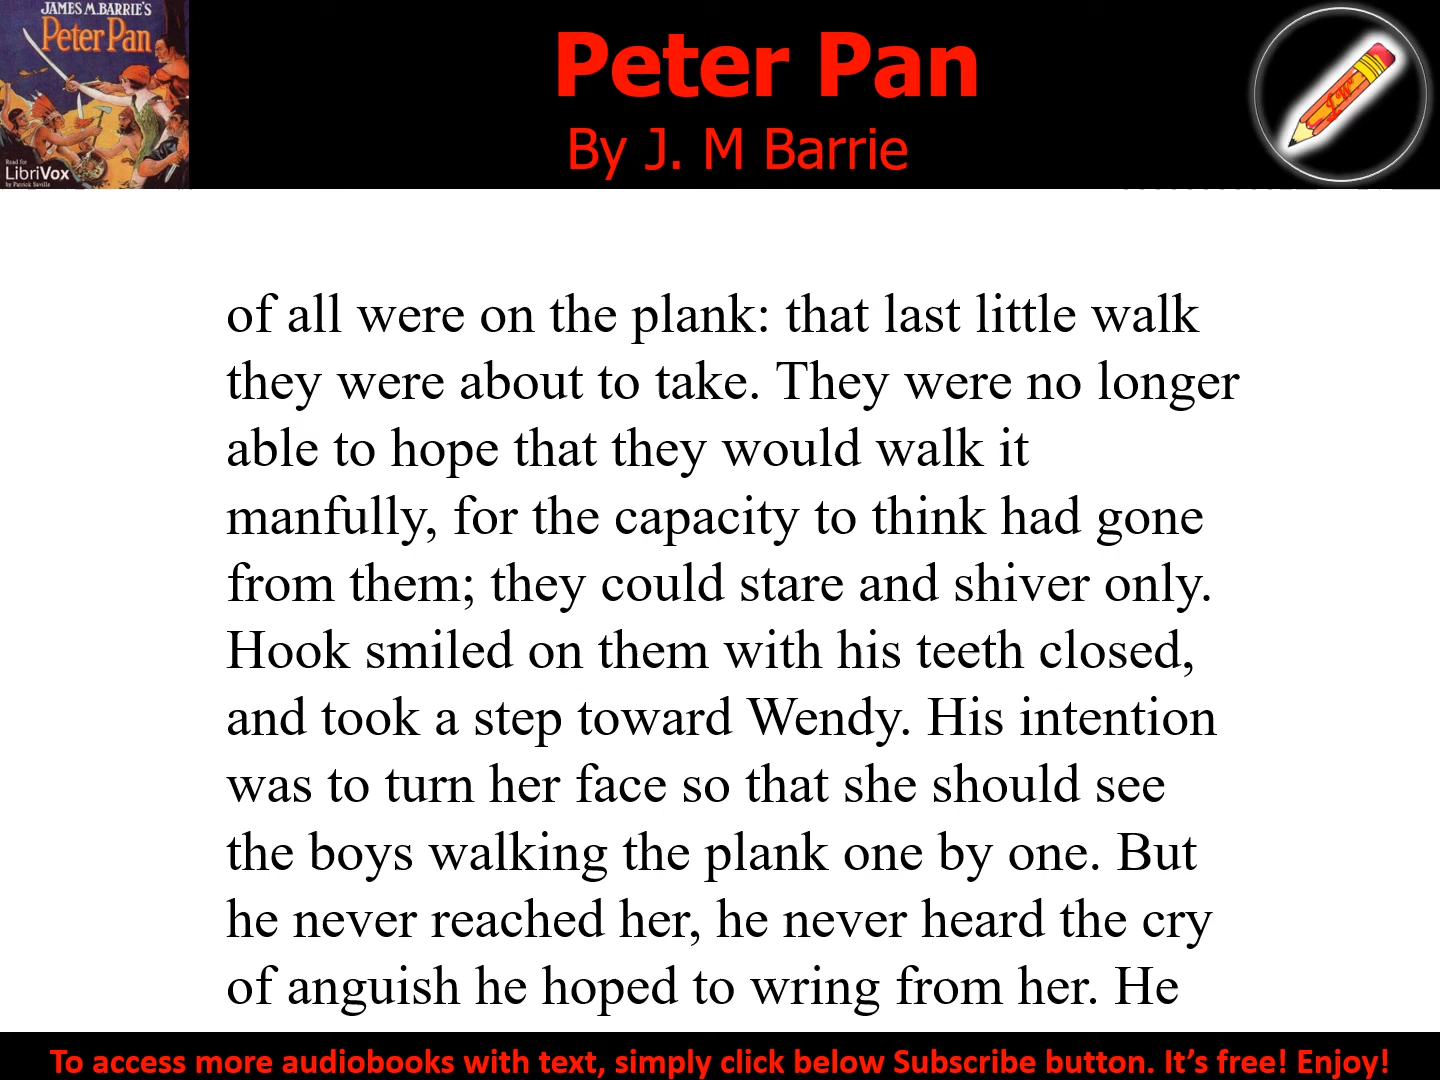 JAMES M. BARRIE'S
Peter Pan
Read for
LibriVox
by Patrick Saville
Peter Pan
By J. M Barrie
of all were on the plank: that last little walk
they were about to take. They were no longer
able to hope that they would walk it
manfully, for the capacity to think had gone
from them; they could stare and shiver only.
Hook smiled on them with his teeth closed,
and took a step toward Wendy. His intention
was to turn her face so that she should see
the boys walking the plank one by one. But
he never reached her, he never heard the cry
of anguish he hoped to wring from her. He
To access more audiobooks with text, simply click below Subscribe button. It's free! Enjoy!